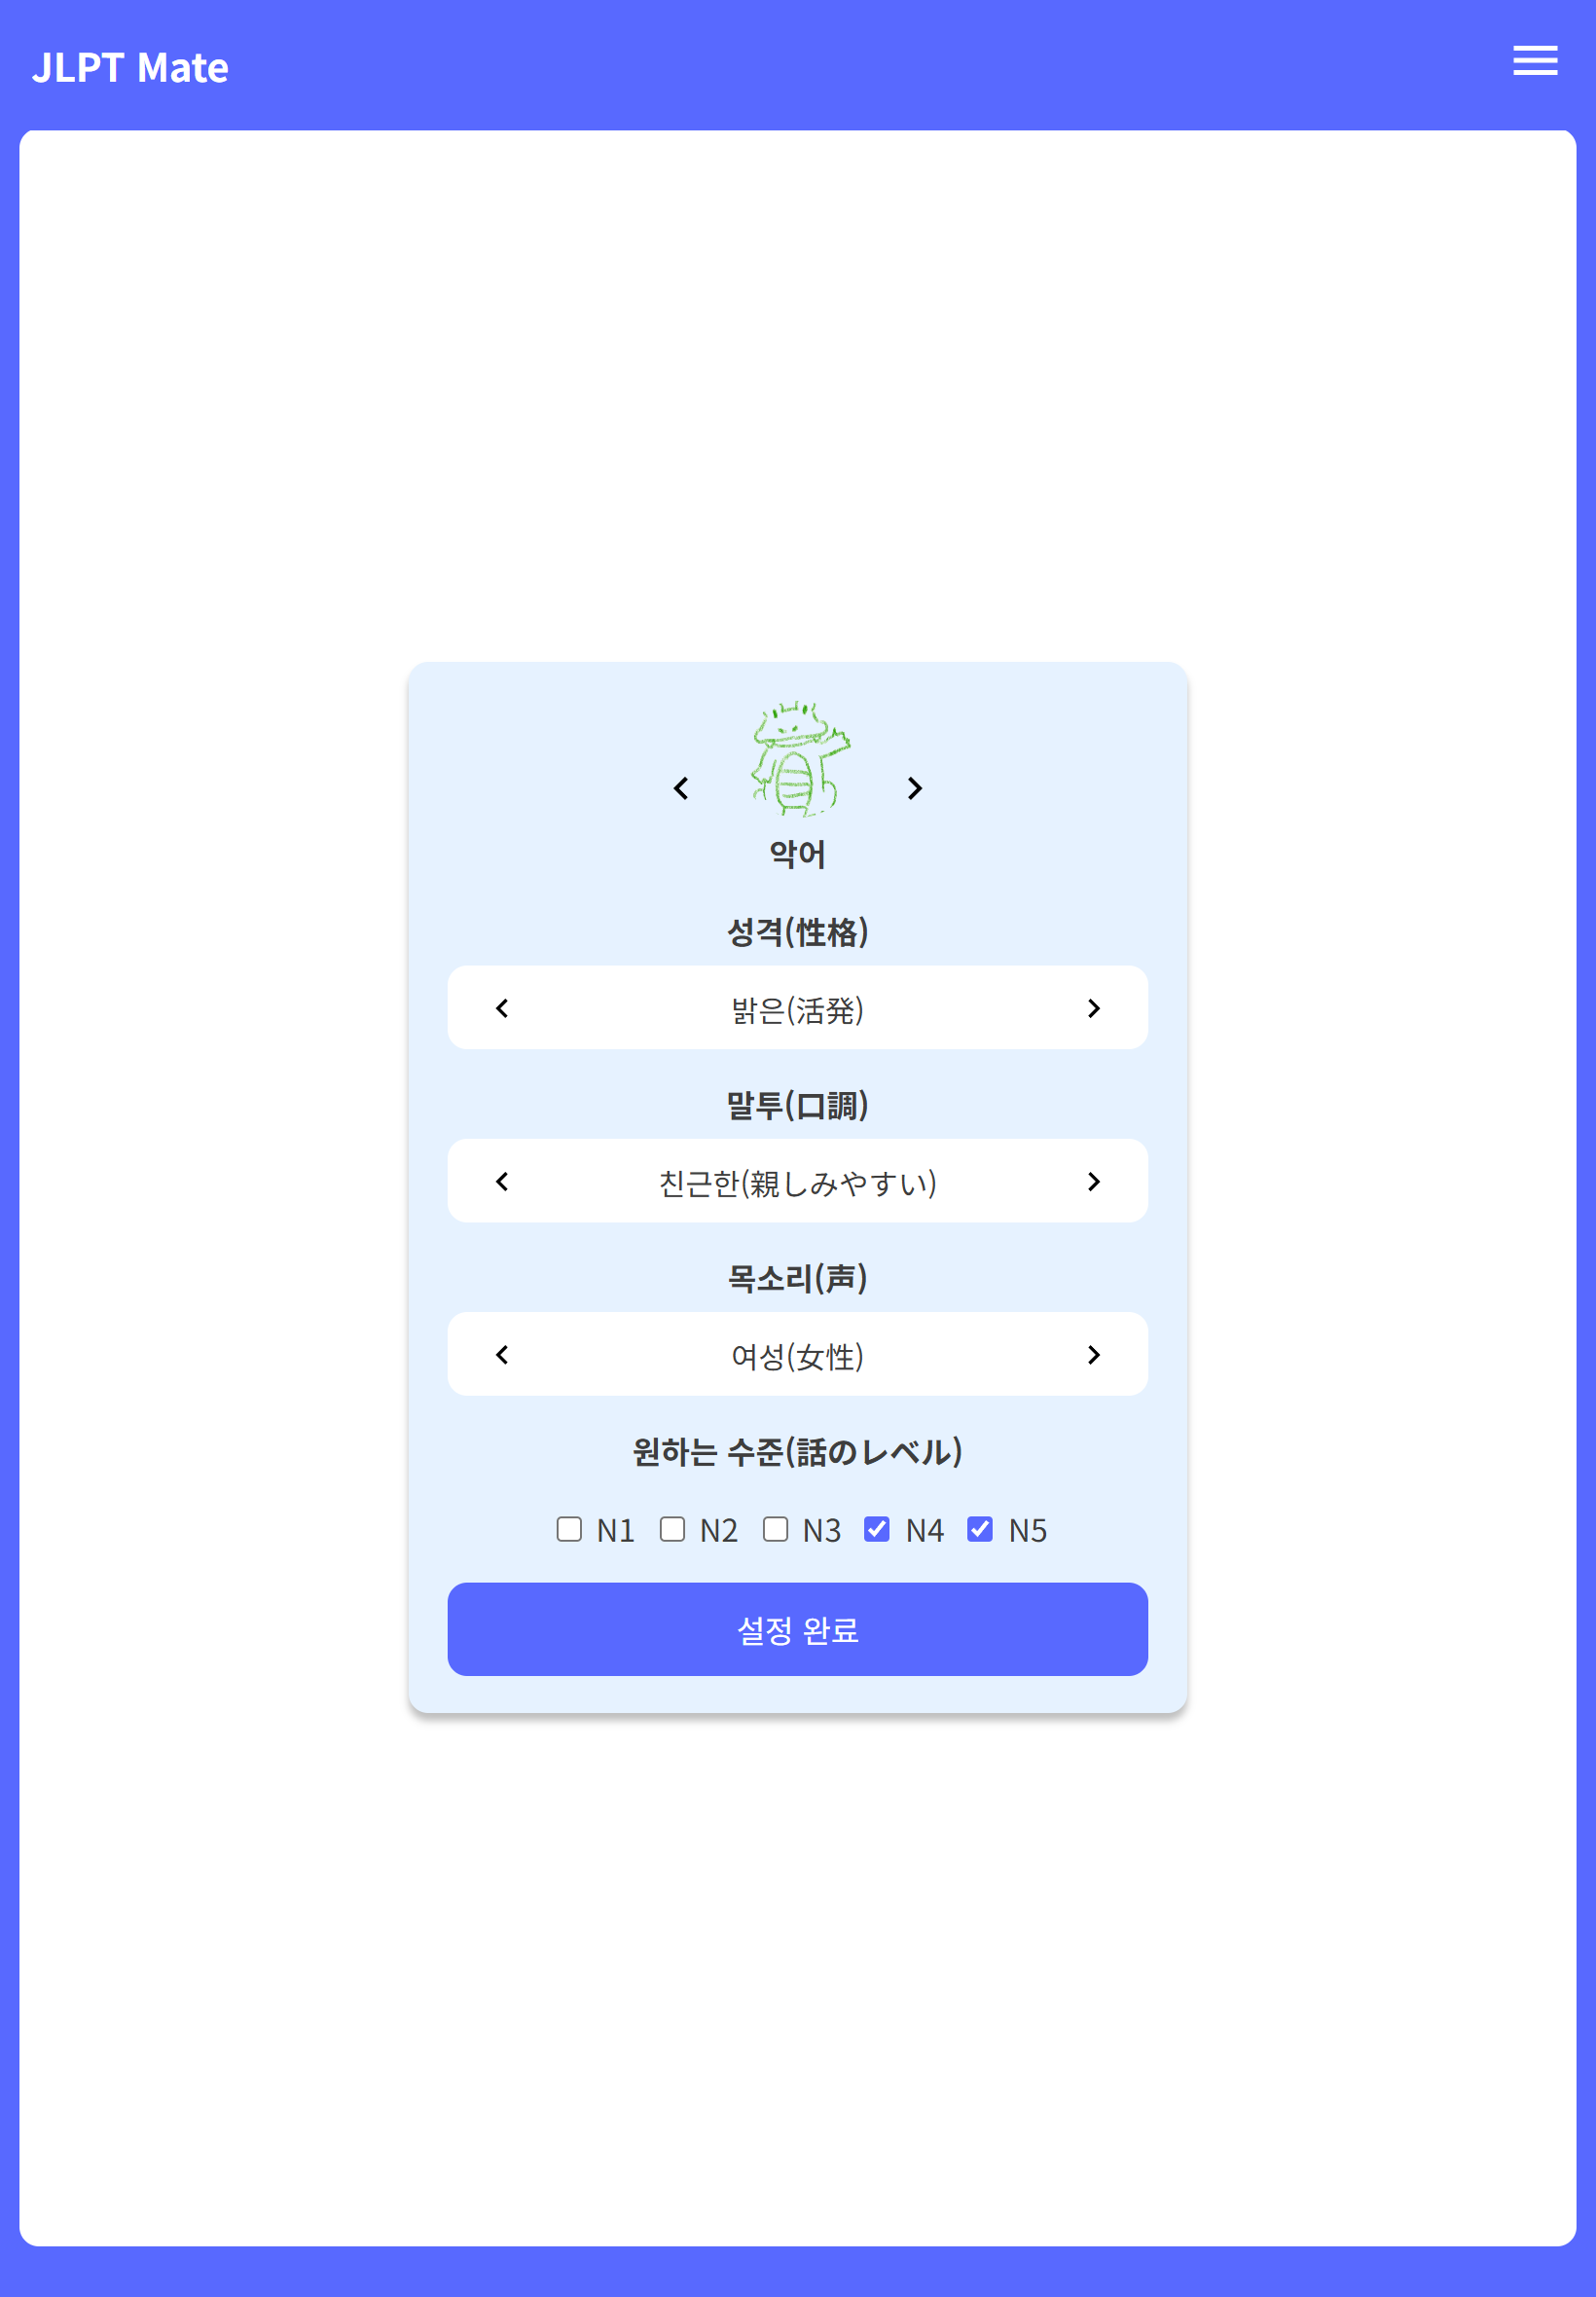 JLPT Mate
악어
성격(性格)
밝은(活発)
말투(口調)
친근한(親しみやすい)
목소리(声)
여성(女性)
원하는 수준(話のレベル)
N1 N2 N3 N4 N5
설정 완료